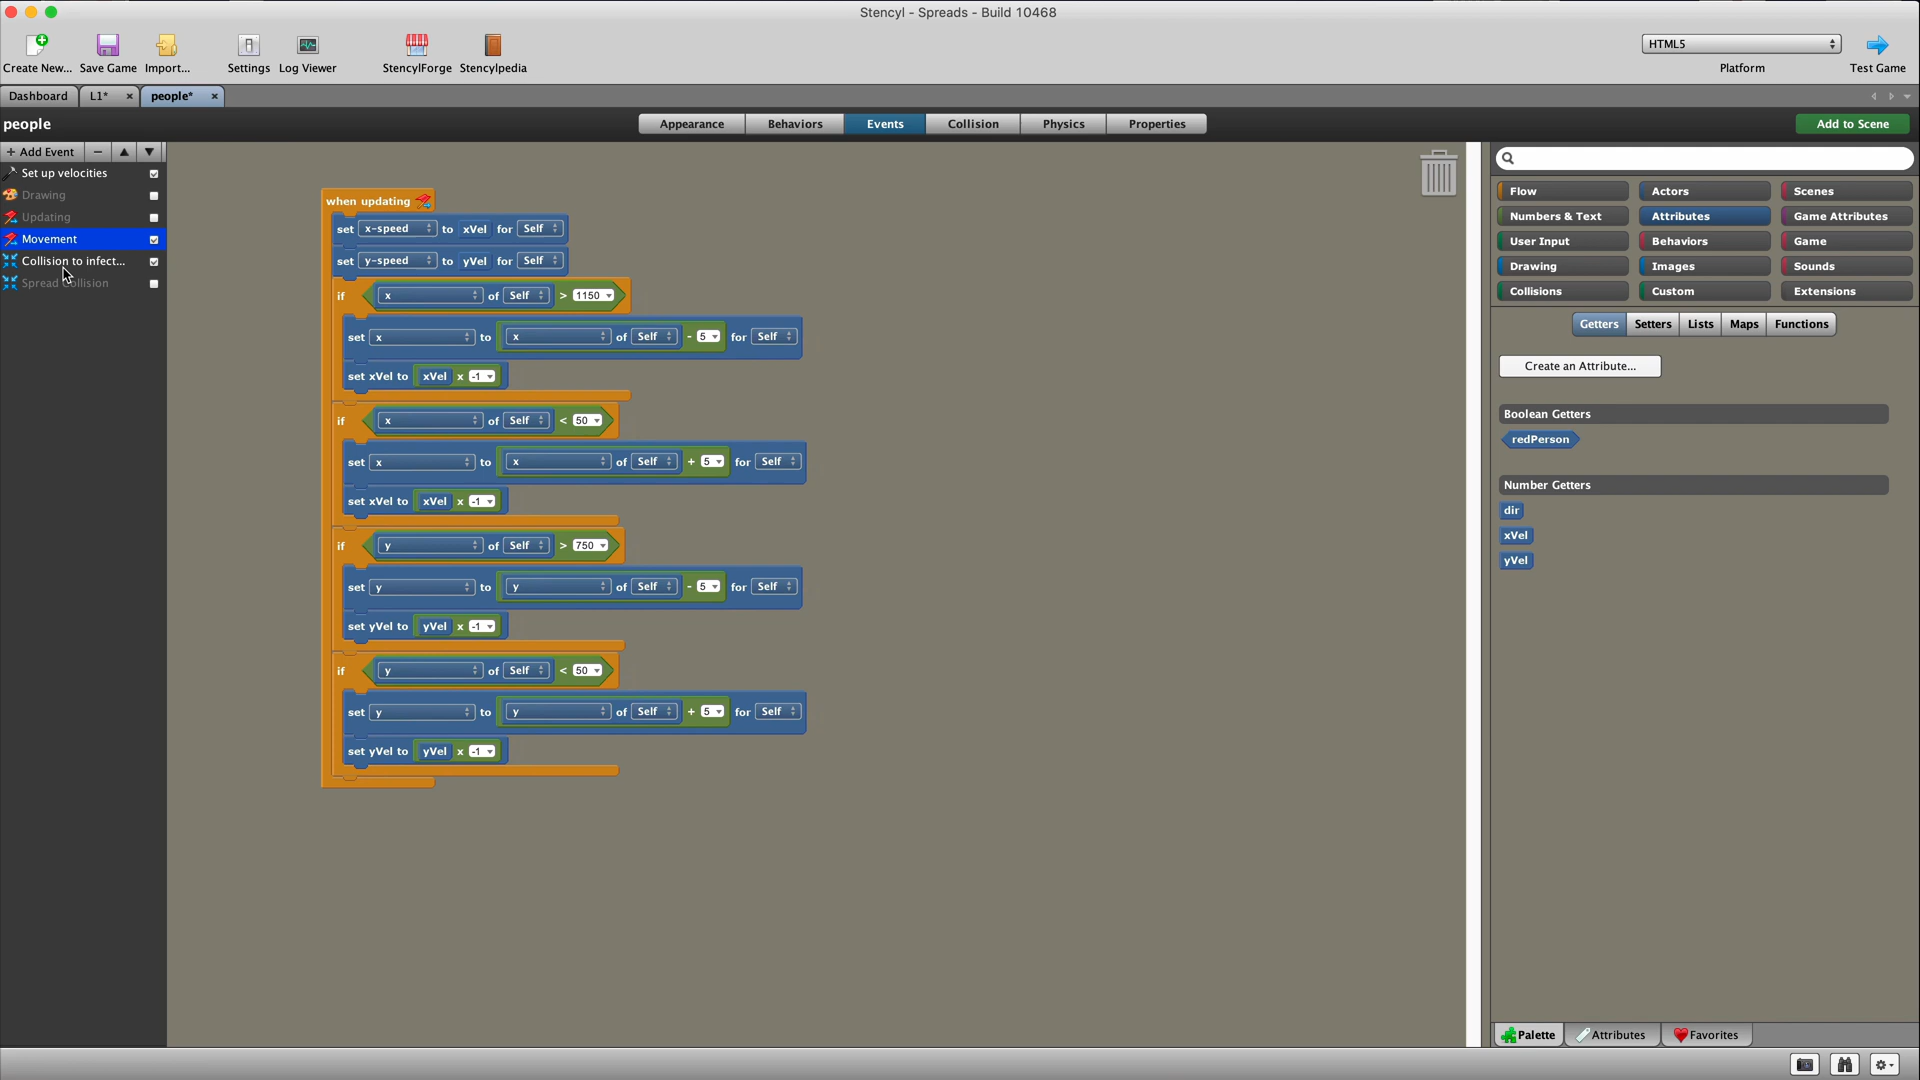 Stencyl - Spreads - Build 10468
Create New...
Save Game
Import...
Settings
Log Viewer
StencylForge
Stencylpedia
HTML5
Platform
Test Game
Dashboard
L1*
people*
people
Appearance
Behaviors
Events
Collision
Physics
Properties
Add to Scene
+ Add Event
Set up velocities
Drawing
Updating
Movement
Collision to infect...
Spread Collision
when updating
set x-speed to xVel for Self
set y-speed to yVel for Self
if x of Self > 1150
set x to x of Self - 5 for Self
set xVel to xVel x -1
if x of Self < 50
set x to x of Self + 5 for Self
set xVel to xVel x -1
if y of Self > 750
set y to y of Self - 5 for Self
set yVel to yVel x -1
if y of Self < 50
set y to y of Self + 5 for Self
set yVel to yVel x -1
Flow
Actors
Scenes
Numbers & Text
Attributes
Game Attributes
User Input
Behaviors
Game
Drawing
Images
Sounds
Collisions
Custom
Extensions
Getters
Setters
Lists
Maps
Functions
Create an Attribute...
Boolean Getters
redPerson
Number Getters
dir
xVel
yVel
Palette
Attributes
Favorites